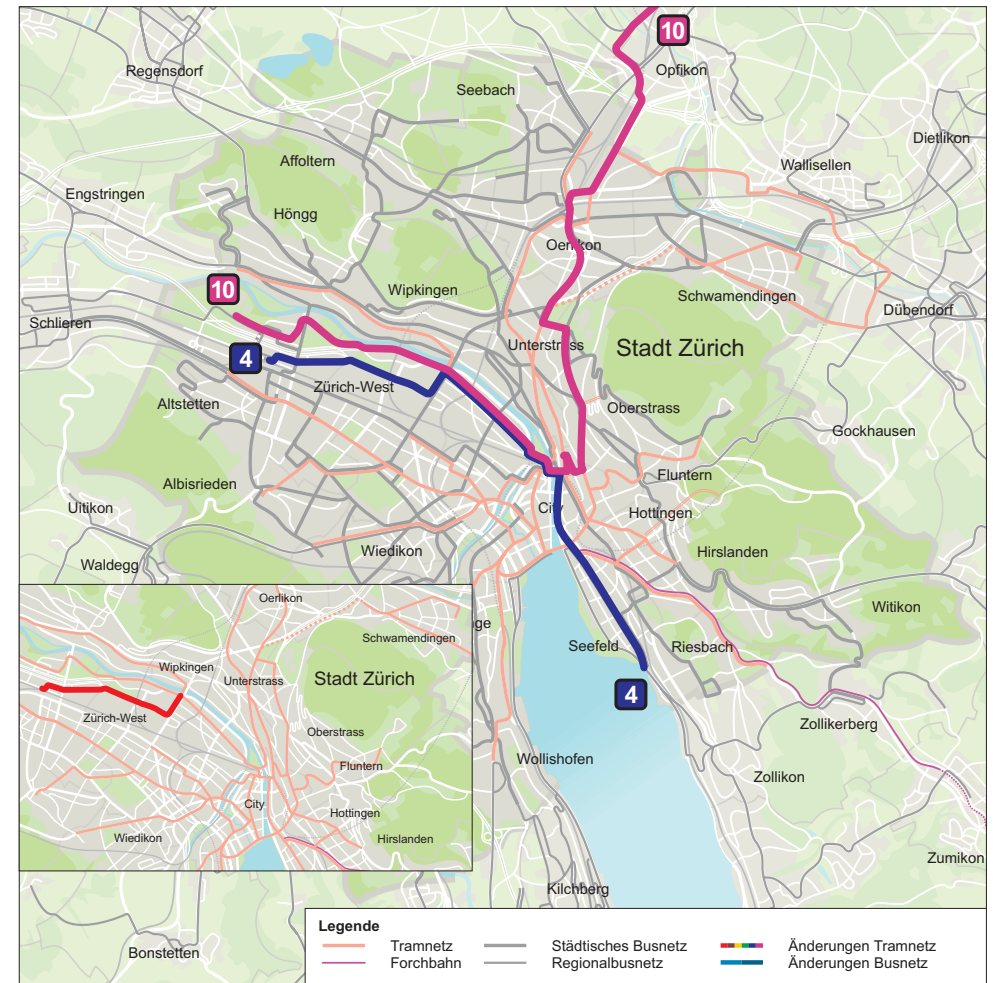 10
Opfikon
Regensdorf
Seebach
Dietlikon
Affoltern
Wallisellen
Engstringen
Höngg
Oerlikon
10
Wipkingen
Schwamendingen
Dübendorf
Schlieren
Unterstrass
Stadt Zürich
4
Zürich-West
Altstetten
Oberstrass
Gockhausen
Albisrieden
Fluntern
Uitikon
City
Hottingen
Wiedikon
Hirslanden
Waldegg
Witikon
nge
Seefeld
Riesbach
4
Zollikerberg
Wollishofen
Zollikon
Zumikon
Kilchberg
Bonstetten
Oerlikon
Schwamendingen
Wipkingen
Unterstrass
Stadt Zürich
Zürich-West
Oberstrass
Fluntern
City
Hottingen
Wiedikon
Hirslanden
Legende
Tramnetz
Forchbahn
Städtisches Busnetz
Regionalbusnetz
Änderungen Tramnetz
Änderungen Busnetz